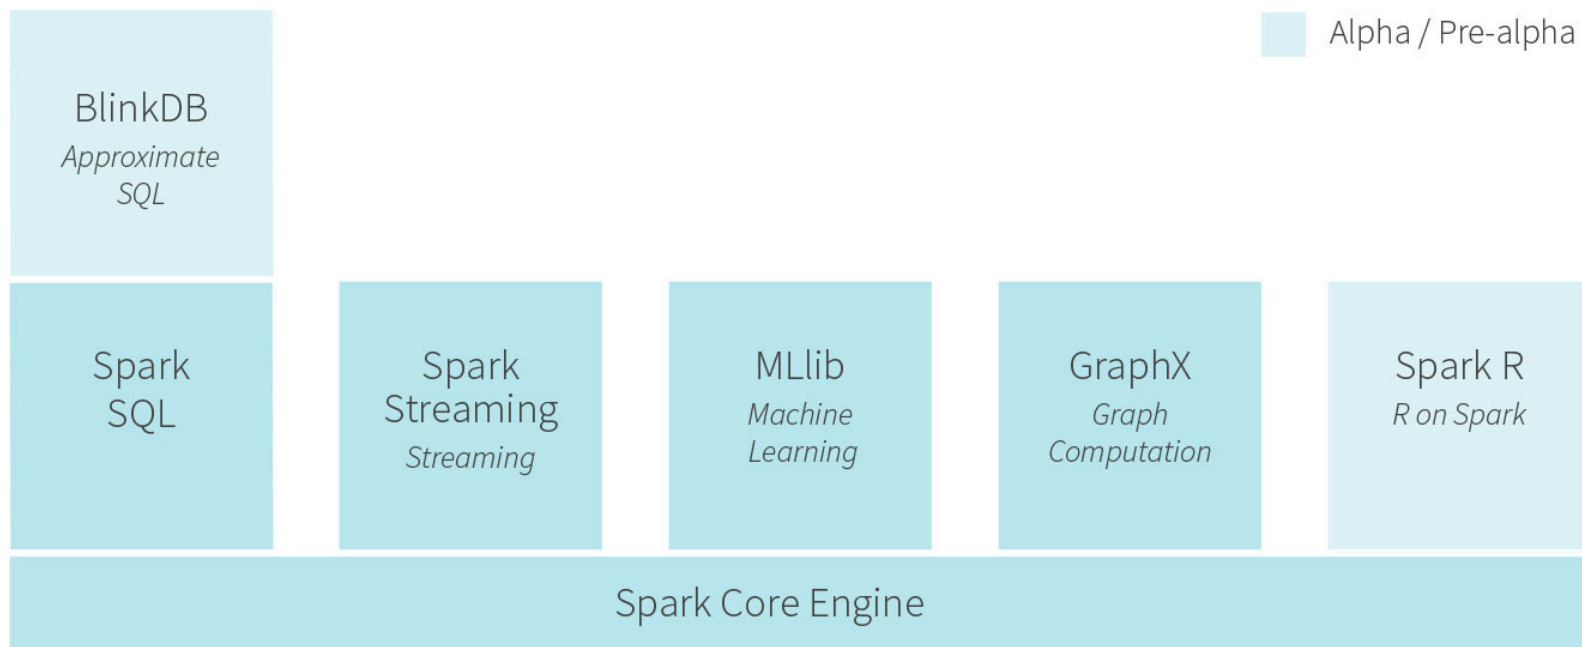 Alpha / Pre-alpha
BlinkDB
Approximate
SQL
Spark
SQL
Spark
Streaming
Streaming
MLlib
Machine
Learning
GraphX
Graph
Computation
Spark R
R on Spark
Spark Core Engine